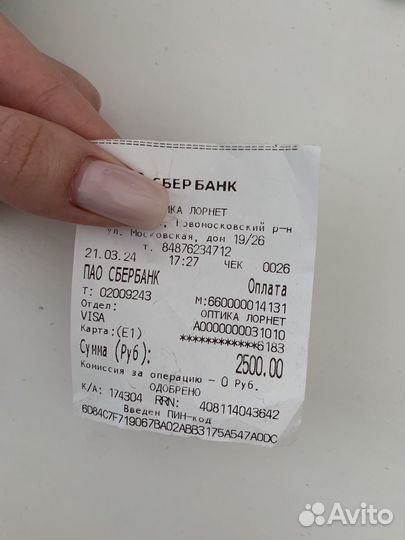 СБЕРБАНК
ОПТИКА ЛОРНЕТ
, Новомосковский р-н
ул. Московская, дом 19/26
т. 84876234712
21.03.24 17:27 ЧЕК 0026
ПАО СБЕРБАНК Оплата
Т: 02009243 М:660000014131
Отдел: ОПТИКА ЛОРНЕТ
VISA A0000000031010
Карта:(E1) ************6183
Сумма (Руб): 2500.00
Комиссия за операцию – 0 Руб.
ОДОБРЕНО
К/А: 174304 RRN: 408114043642
Введен ПИН-код
6D84C7F719067BA02ABB3175A547A0DC
Avito